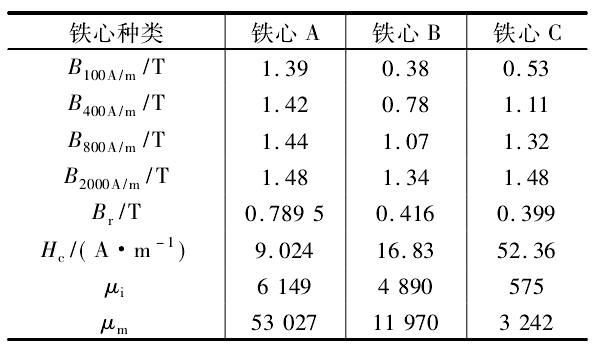 铁心种类 铁心 A 铁心 B 铁心 C
B100A/m/T 1.39 0.38 0.53
B400A/m/T 1.42 0.78 1.11
B800A/m/T 1.44 1.07 1.32
B2000A/m/T 1.48 1.34 1.48
Br/T 0.789 5 0.416 0.399
Hc/(A·m⁻¹) 9.024 16.83 52.36
μi 6 149 4 890 575
μm 53 027 11 970 3 242